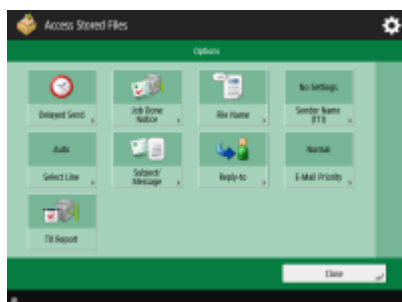 Access Stored Files
Options
Delayed Send
Job Done
Notice
File Name
No Settings
Sender Name
(TTI)
Auto
Select Line
Subject/
Message
Reply-to
Normal
E-Mail Priority
TX Report
Close